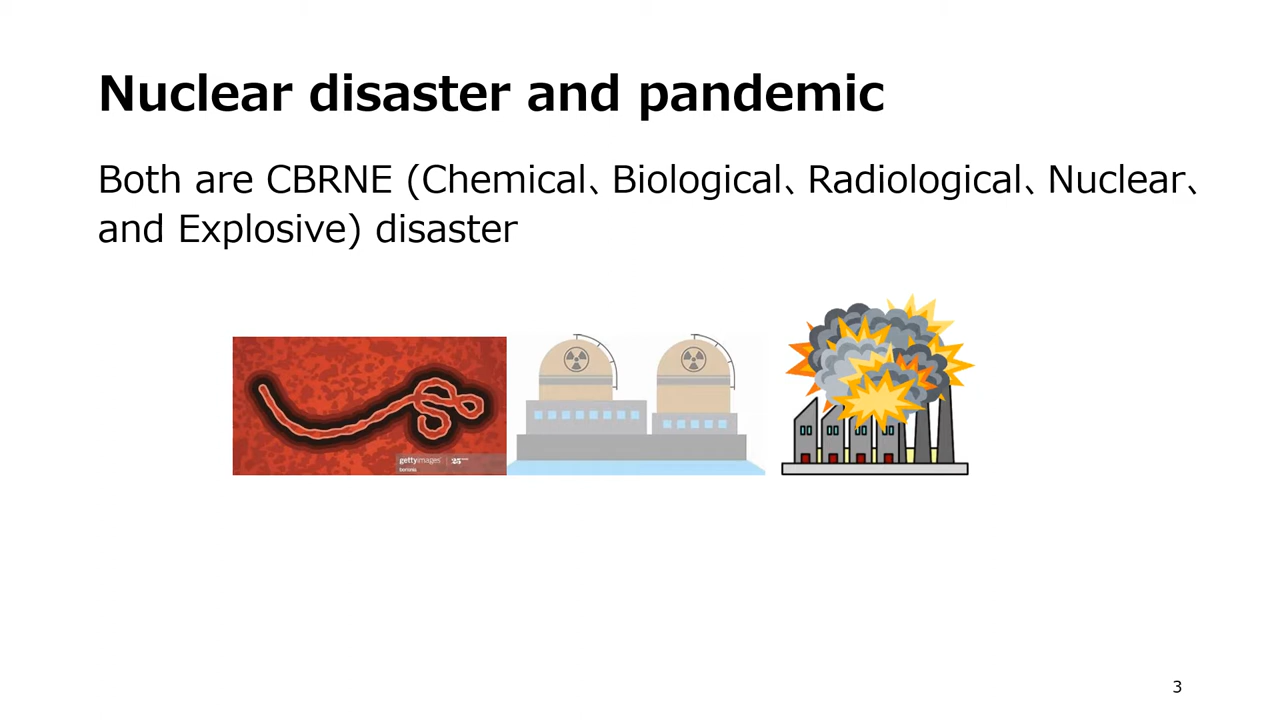 Nuclear disaster and pandemic
Both are CBRNE (Chemical、Biological、Radiological、Nuclear、
and Explosive) disaster
gettyimages
3